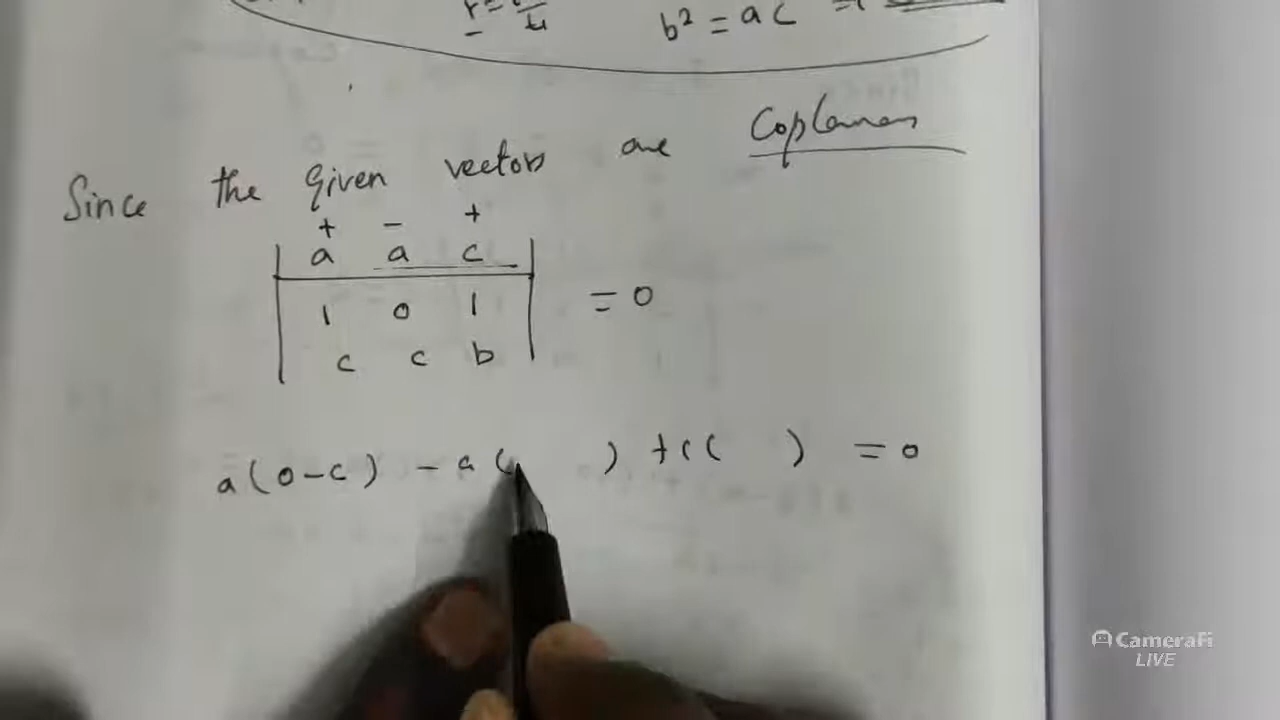 b² = ac
Since the given vectors are Coplanar
+ - +
a a c
1 0 1 = 0
c c b
a(0-c) - a( ) + c( ) = 0
CameraFi
LIVE